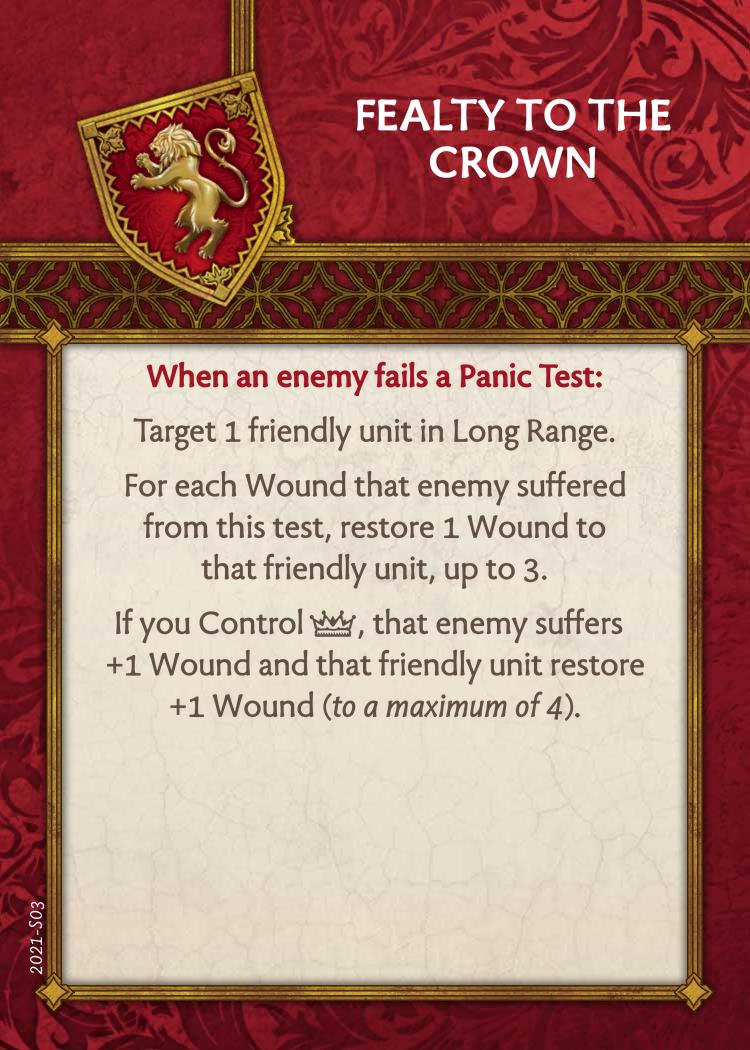 FEALTY TO THE
CROWN
When an enemy fails a Panic Test:
Target 1 friendly unit in Long Range.
For each Wound that enemy suffered
from this test, restore 1 Wound to
that friendly unit, up to 3.
If you Control , that enemy suffers
+1 Wound and that friendly unit restore
+1 Wound (to a maximum of 4).
2021-S03